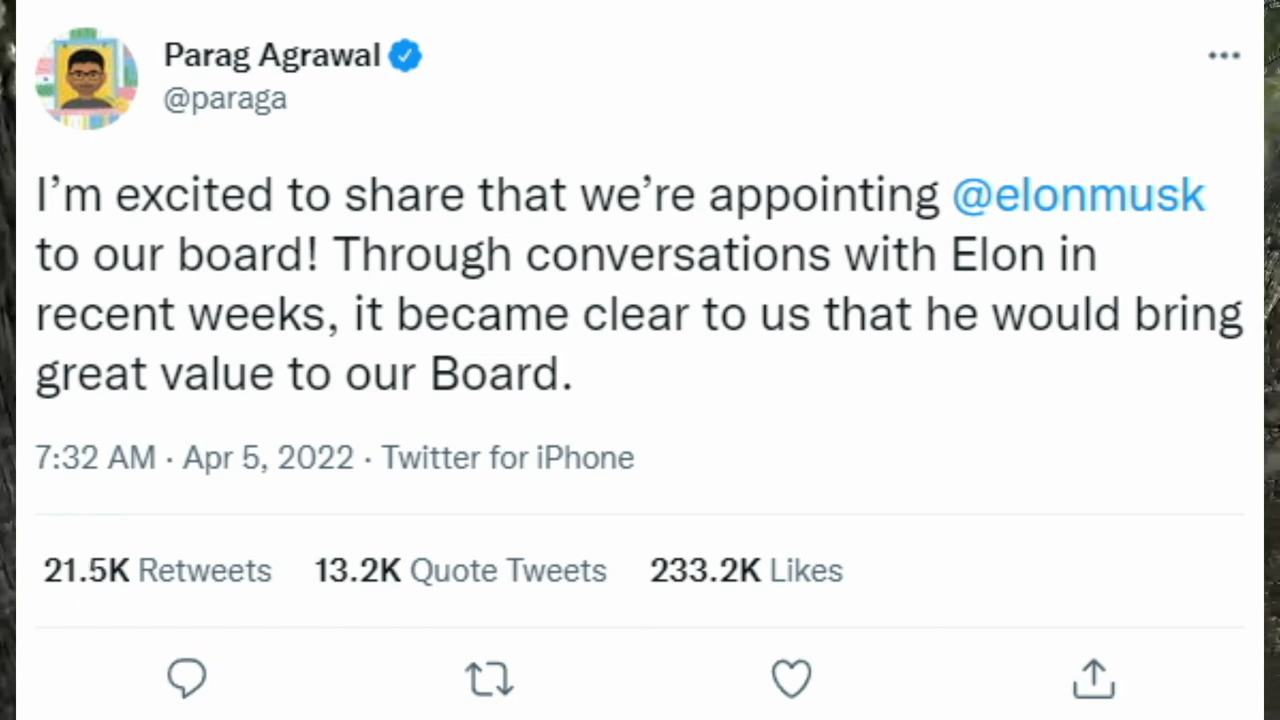 Parag Agrawal
@paraga
I’m excited to share that we’re appointing @elonmusk
to our board! Through conversations with Elon in
recent weeks, it became clear to us that he would bring
great value to our Board.
7:32 AM · Apr 5, 2022 · Twitter for iPhone
21.5K Retweets 13.2K Quote Tweets 233.2K Likes